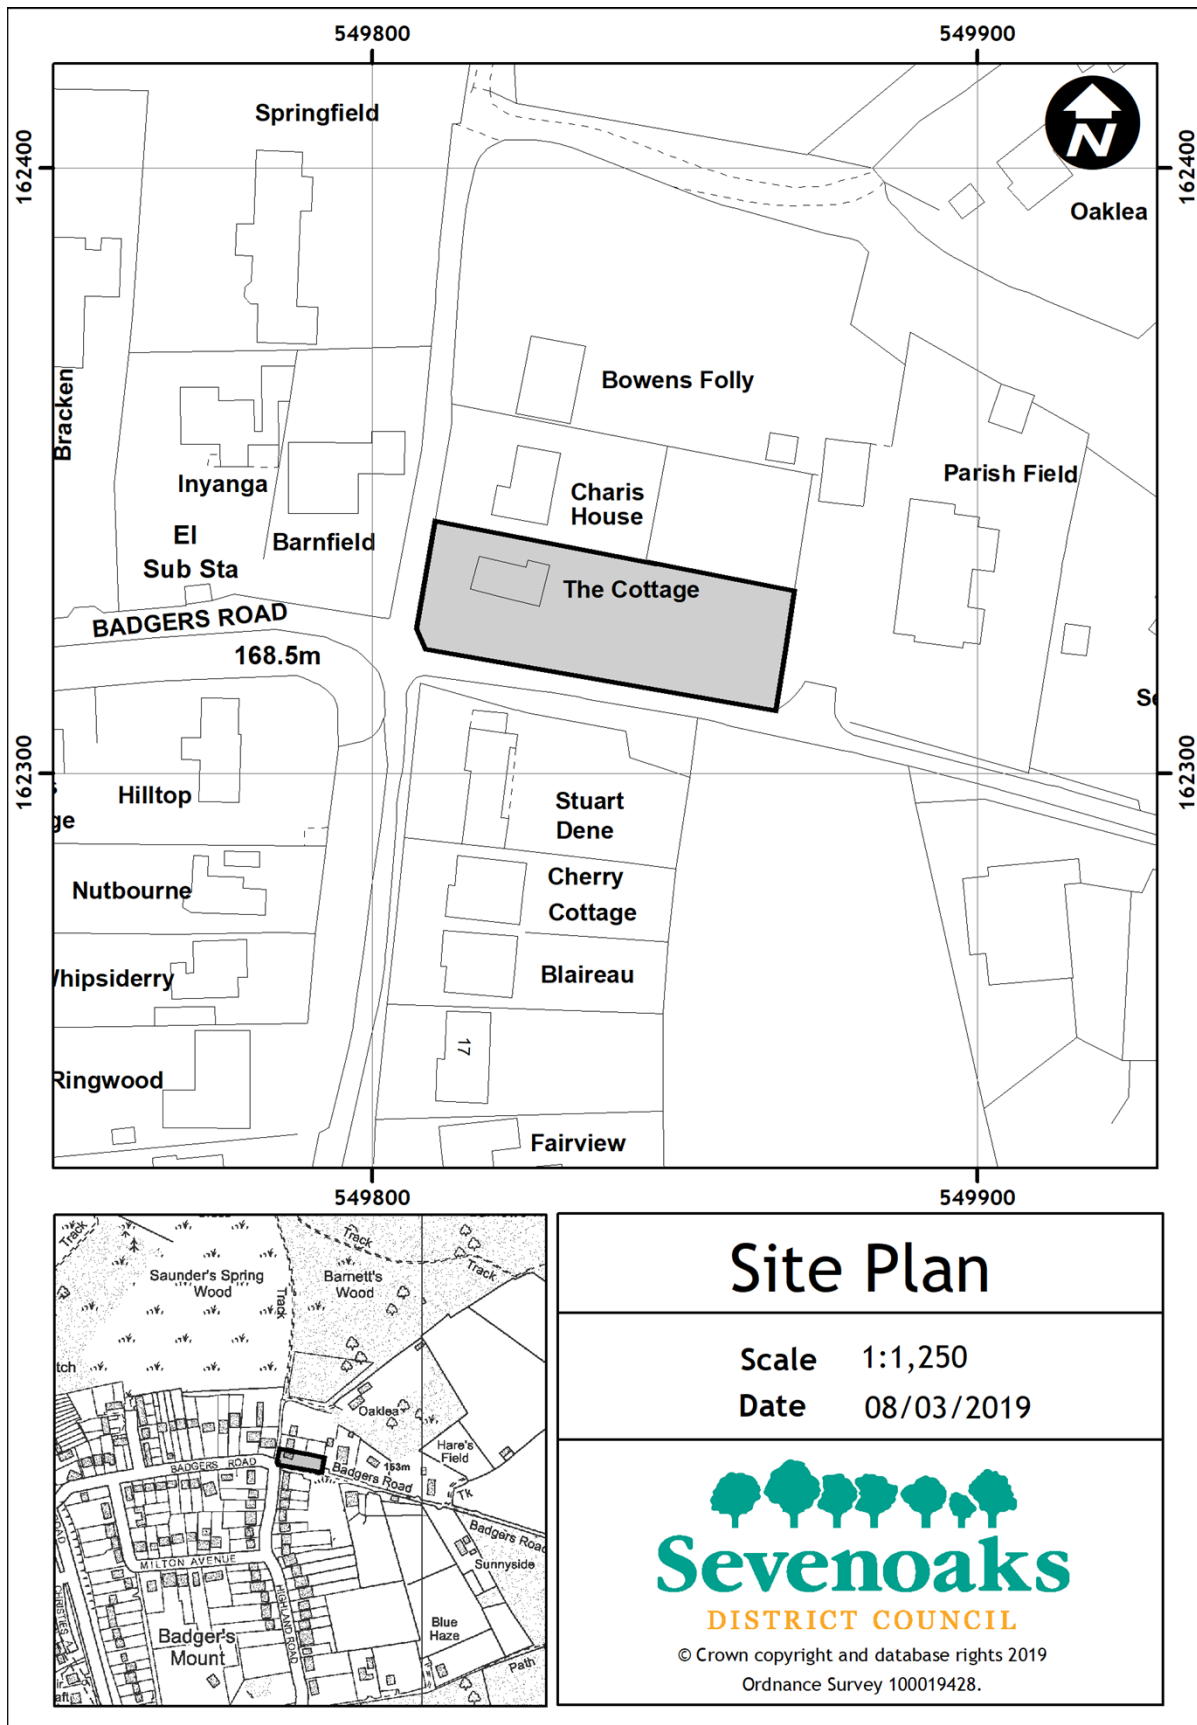 549800
549900
162400
162400
Springfield
N
Oaklea
Bracken
Bowens Folly
Inyanga
Charis
House
Parish Field
El
Sub Sta
Barnfield
The Cottage
BADGERS ROAD
168.5m
162300
162300
Hilltop
Stuart
Dene
Nutbourne
Cherry
Cottage
Blaireau
17
Ringwood
Fairview
549800
549900
Track
Track
Track
Track
Saunder's Spring
Wood
Barnett's
Wood
Oaklea
Hare's
Field
BADGERS ROAD
153m
Badgers Road
Tk
Badgers Road
Sunnyside
MILTON AVENUE
HIGHLAND ROAD
ROAD
Badger's
Mount
Blue
Haze
Path
Site Plan
Scale 1:1,250
Date 08/03/2019
Sevenoaks
DISTRICT COUNCIL
© Crown copyright and database rights 2019
Ordnance Survey 100019428.